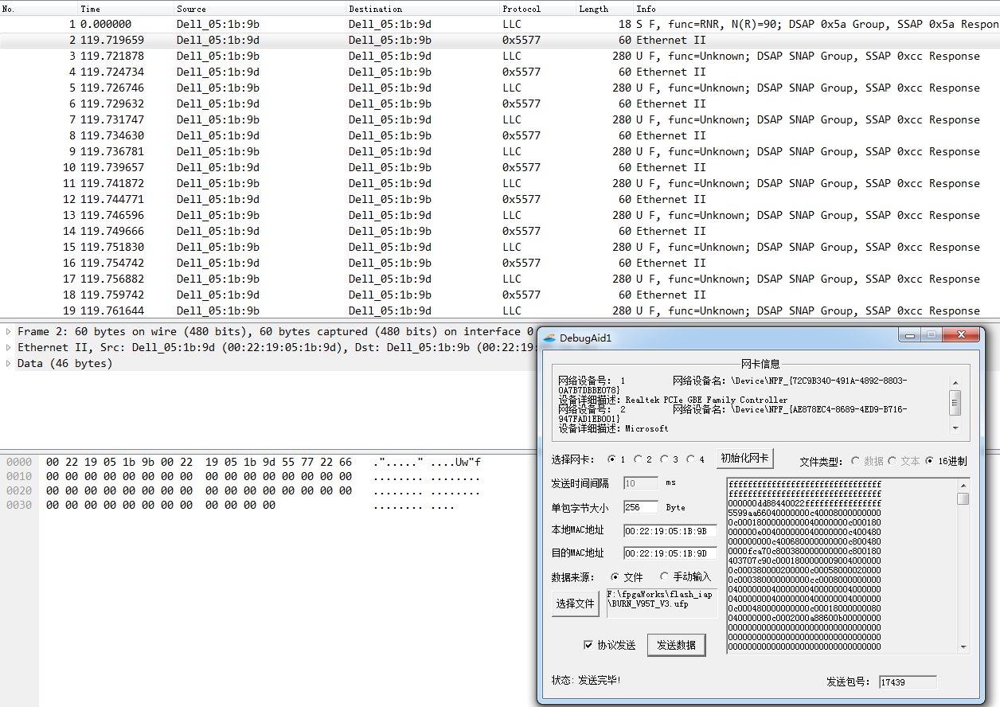 No. Time Source Destination Protocol Length Info
1 0.000000 Dell_05:1b:9b Dell_05:1b:9d LLC 18 S F, func=RNR, N(R)=90; DSAP 0x5a Group, SSAP 0x5a Respon
2 119.719659 Dell_05:1b:9d Dell_05:1b:9b 0x5577 60 Ethernet II
3 119.721878 Dell_05:1b:9b Dell_05:1b:9d LLC 280 U F, func=Unknown; DSAP SNAP Group, SSAP 0xcc Response
4 119.724734 Dell_05:1b:9d Dell_05:1b:9b 0x5577 60 Ethernet II
5 119.726746 Dell_05:1b:9b Dell_05:1b:9d LLC 280 U F, func=Unknown; DSAP SNAP Group, SSAP 0xcc Response
6 119.729632 Dell_05:1b:9d Dell_05:1b:9b 0x5577 60 Ethernet II
7 119.731747 Dell_05:1b:9b Dell_05:1b:9d LLC 280 U F, func=Unknown; DSAP SNAP Group, SSAP 0xcc Response
8 119.734630 Dell_05:1b:9d Dell_05:1b:9b 0x5577 60 Ethernet II
9 119.736781 Dell_05:1b:9b Dell_05:1b:9d LLC 280 U F, func=Unknown; DSAP SNAP Group, SSAP 0xcc Response
10 119.739657 Dell_05:1b:9d Dell_05:1b:9b 0x5577 60 Ethernet II
11 119.741872 Dell_05:1b:9b Dell_05:1b:9d LLC 280 U F, func=Unknown; DSAP SNAP Group, SSAP 0xcc Response
12 119.744771 Dell_05:1b:9d Dell_05:1b:9b 0x5577 60 Ethernet II
13 119.746596 Dell_05:1b:9b Dell_05:1b:9d LLC 280 U F, func=Unknown; DSAP SNAP Group, SSAP 0xcc Response
14 119.749666 Dell_05:1b:9d Dell_05:1b:9b 0x5577 60 Ethernet II
15 119.751830 Dell_05:1b:9b Dell_05:1b:9d LLC 280 U F, func=Unknown; DSAP SNAP Group, SSAP 0xcc Response
16 119.754742 Dell_05:1b:9d Dell_05:1b:9b 0x5577 60 Ethernet II
17 119.756882 Dell_05:1b:9b Dell_05:1b:9d LLC 280 U F, func=Unknown; DSAP SNAP Group, SSAP 0xcc Response
18 119.759742 Dell_05:1b:9d Dell_05:1b:9b 0x5577 60 Ethernet II
19 119.761644 Dell_05:1b:9b Dell_05:1b:9d LLC 280 U F, func=Unknown; DSAP SNAP Group, SSAP 0xcc Response
Frame 2: 60 bytes on wire (480 bits), 60 bytes captured (480 bits) on interface 0
Ethernet II, Src: Dell_05:1b:9d (00:22:19:05:1b:9d), Dst: Dell_05:1b:9b (00:22:19:
Data (46 bytes)
0000 00 22 19 05 1b 9b 00 22 19 05 1b 9d 55 77 22 66 ."....." ....Uw"f
0010 00 00 00 00 00 00 00 00 00 00 00 00 00 00 00 00 ........ ........
0020 00 00 00 00 00 00 00 00 00 00 00 00 00 00 00 00 ........ ........
0030 00 00 00 00 00 00 00 00 00 00 00 00 ........ ....
DebugAid1
网卡信息
网络设备号: 1 网络设备名: \Device\NPF_{72C9B340-491A-4892-8803-
0A7B7DBBE078}
设备详细描述: Realtek PCIe GBE Family Controller
网络设备号: 2 网络设备名: \Device\NPF_{AE878EC4-8689-4ED9-B716-
947FAD1EB001}
设备详细描述: Microsoft
选择网卡: 1 2 3 4 初始化网卡 文件类型: 数据 文本 16进制
发送时间间隔 10 ms
单包字节大小 256 Byte
本地MAC地址 00:22:19:05:1B:9B
目的MAC地址 00:22:19:05:1B:9D
数据来源: 文件 手动输入
选择文件 F:\fpgaWorks\flash_iap
\BURN_V95T_V3.ufp
协议发送 发送数据
ffffffffffffffffffffffffffffffff
ffffffffffffffffffffffffffffffff
000000dd88440022ffffffffffffffff
5599aa66040000000c40008000000000
0c000180000000040000000c000180
000000e00400000000040000000c400480
000000000c400680000000000c800480
0000fca70c800380000000000c800180
403707c90c0001800000009004000000
0c000380000200000c00058000020000
0c000380000000000c00018000000000
04000000040000000400000004000000
04000000040000000400000004000000
0c000480000000000c00018000000080
040000000c0002000a88600b00000000
00000000000000000000000000000000
00000000000000000000000000000000
00000000000000000000000000000000
状态: 发送完毕! 发送包号: 17439